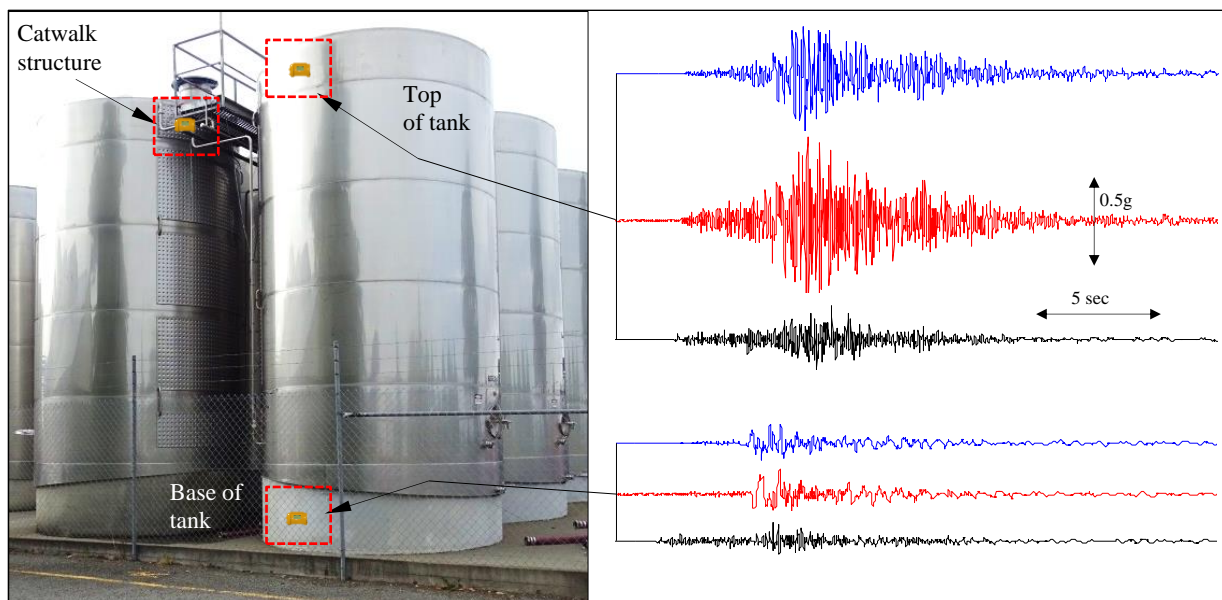 Catwalk
structure
Top
of tank
0.5g
5 sec
Base of
tank